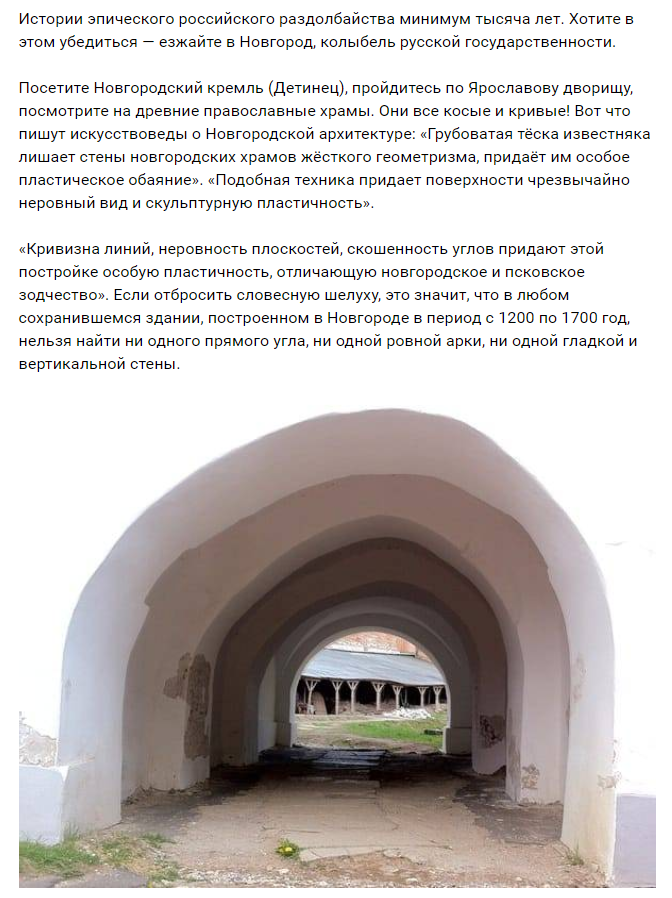 Истории эпического российского раздолбайства минимум тысяча лет. Хотите в
этом убедиться — езжайте в Новгород, колыбель русской государственности.
Посетите Новгородский кремль (Детинец), пройдитесь по Ярославову дворищу,
посмотрите на древние православные храмы. Они все косые и кривые! Вот что
пишут искусствоведы о Новгородской архитектуре: «Грубоватая тёска известняка
лишает стены новгородских храмов жёсткого геометризма, придаёт им особое
пластическое обаяние». «Подобная техника придает поверхности чрезвычайно
неровный вид и скульптурную пластичность».
«Кривизна линий, неровность плоскостей, скошенность углов придают этой
постройке особую пластичность, отличающую новгородское и псковское
зодчество». Если отбросить словесную шелуху, это значит, что в любом
сохранившемся здании, построенном в Новгороде в период с 1200 по 1700 год,
нельзя найти ни одного прямого угла, ни одной ровной арки, ни одной гладкой и
вертикальной стены.